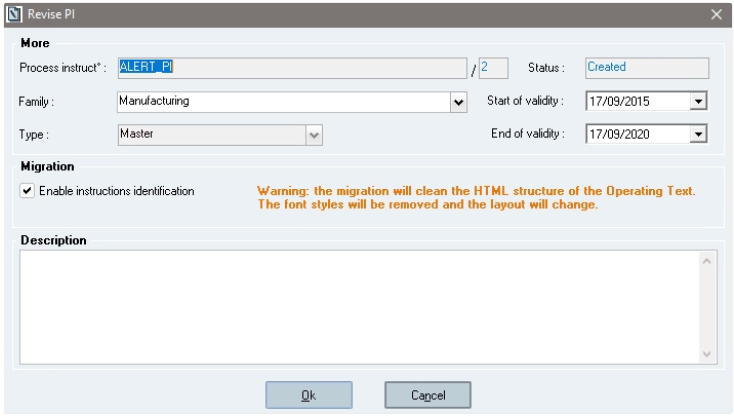 Revise PI
More
Process instruct° : ALERT_PI / 2 Status : Created
Family : Manufacturing Start of validity : 17/09/2015
Type : Master End of validity : 17/09/2020
Migration
Enable instructions identification
Warning: the migration will clean the HTML structure of the Operating Text.
The font styles will be removed and the layout will change.
Description
Ok Cancel